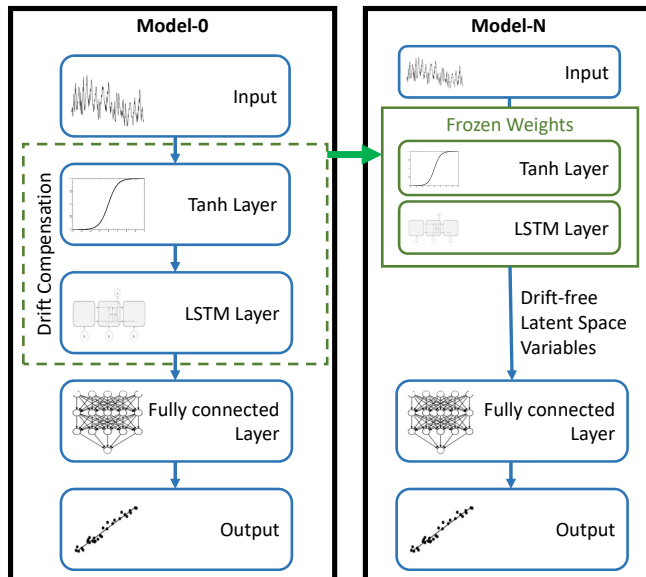 Model-0
Input
Drift Compensation
Tanh Layer
LSTM Layer
Fully connected
Layer
Output
Model-N
Input
Frozen Weights
Tanh Layer
LSTM Layer
Drift-free
Latent Space
Variables
Fully connected
Layer
Output